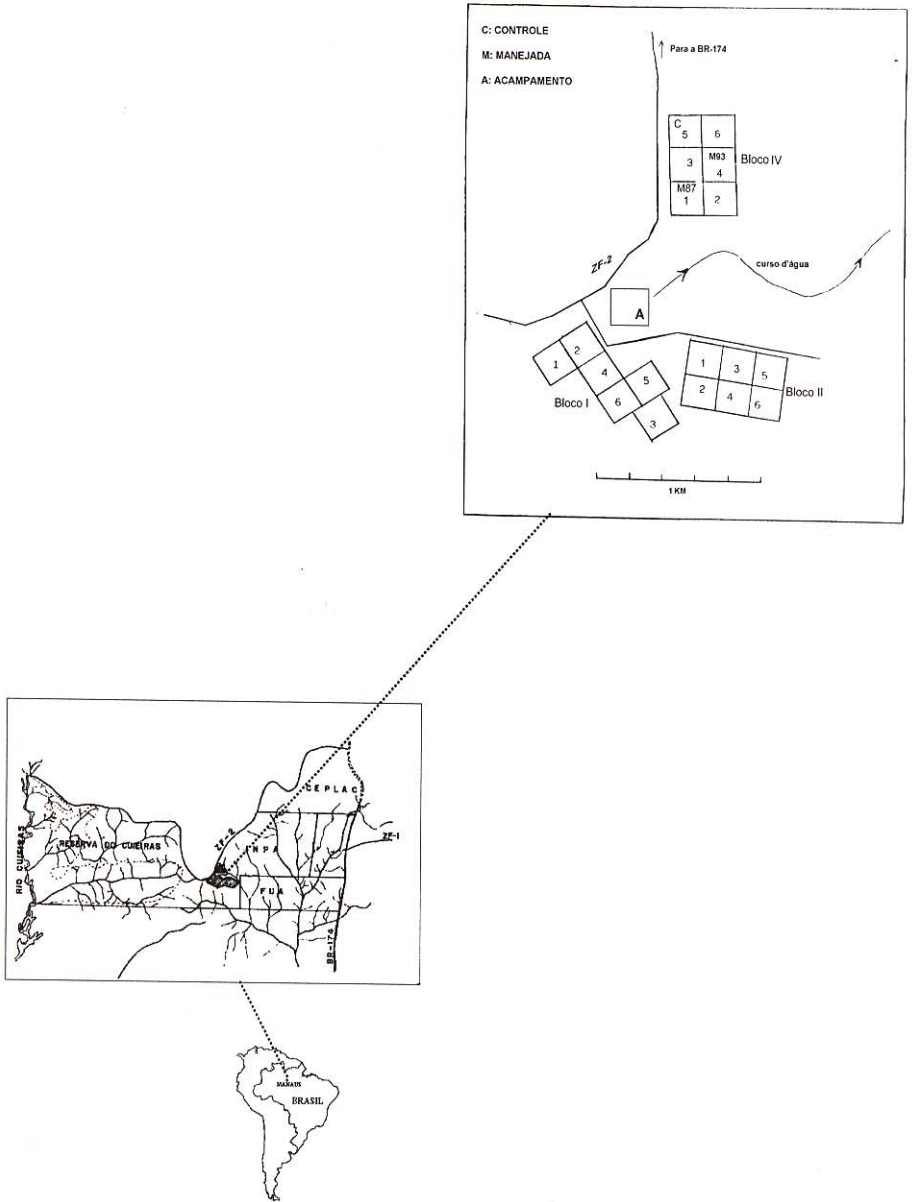 C: CONTROLE
M: MANEJADA
A: ACAMPAMENTO
Para a BR-174
C
5 6
3 M93
4
Bloco IV
M87
1 2
ZF-2
curso d'água
A
1 2 4 5 6 3
Bloco I
1 3 5
2 4 6
Bloco II
1 KM
CEPLAC
ZF-1
ZF-2
INPA
RIO CUIEIRAS
RESERVA DO CUIEIRAS
FUA
BR-174
MANAUS
BRASIL